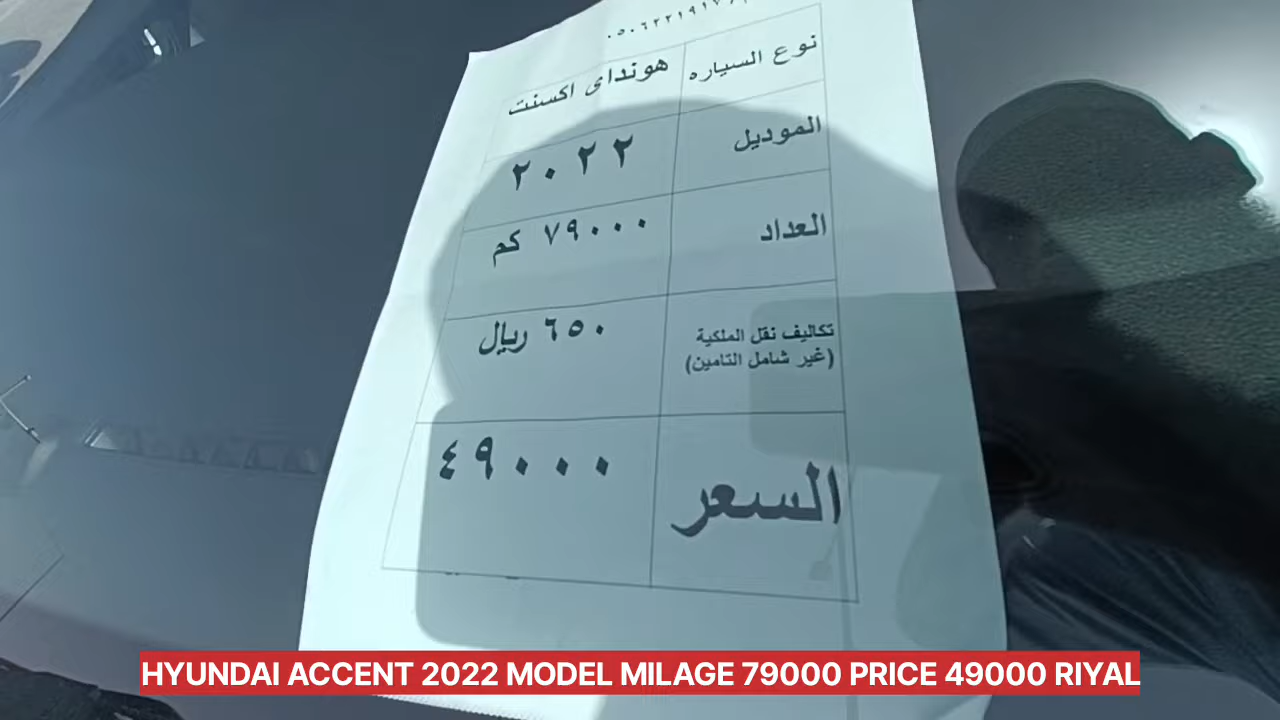 نوع السياره هونداى اكسنت
الموديل ٢٠٢٢
العداد ٧٩٠٠٠ كم
تكاليف نقل الملكية ٦٥٠ ريال
(غير شامل التامين)
السعر ٤٩٠٠٠
HYUNDAI ACCENT 2022 MODEL MILAGE 79000 PRICE 49000 RIYAL